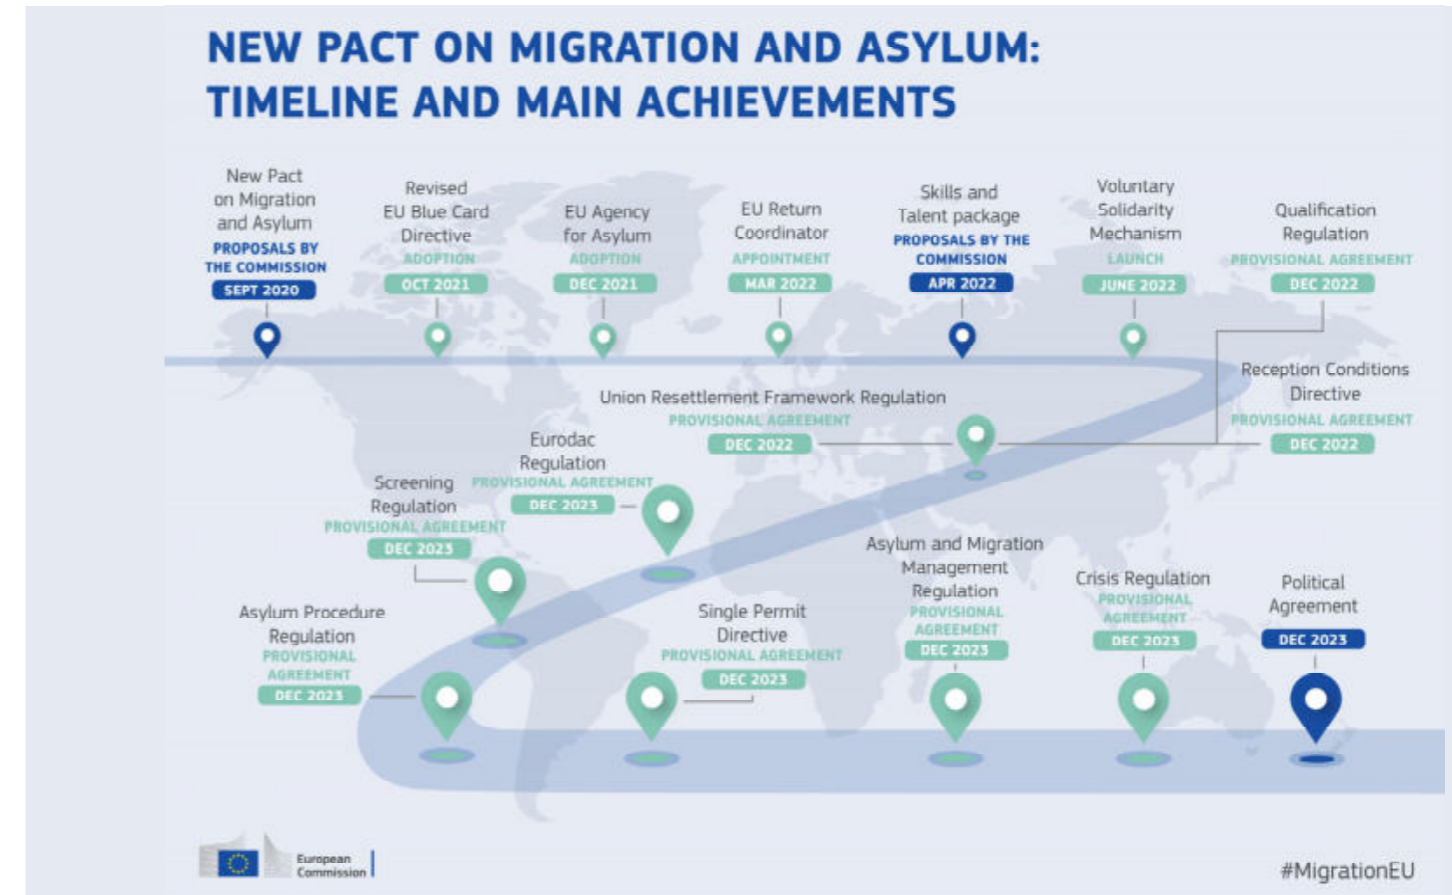 NEW PACT ON MIGRATION AND ASYLUM:
TIMELINE AND MAIN ACHIEVEMENTS
New Pact
on Migration
and Asylum
PROPOSALS BY
THE COMMISSION
SEPT 2020
Revised
EU Blue Card
Directive
ADOPTION
OCT 2021
EU Agency
for Asylum
ADOPTION
DEC 2021
EU Return
Coordinator
APPOINTMENT
MAR 2022
Skills and
Talent package
PROPOSALS BY THE
COMMISSION
APR 2022
Voluntary
Solidarity
Mechanism
LAUNCH
JUNE 2022
Qualification
Regulation
PROVISIONAL AGREEMENT
DEC 2022
Reception Conditions
Directive
PROVISIONAL AGREEMENT
DEC 2022
Union Resettlement Framework Regulation
PROVISIONAL AGREEMENT
DEC 2022
Eurodac
Regulation
PROVISIONAL AGREEMENT
DEC 2023
Screening
Regulation
PROVISIONAL AGREEMENT
DEC 2023
Asylum Procedure
Regulation
PROVISIONAL
AGREEMENT
DEC 2023
Single Permit
Directive
PROVISIONAL AGREEMENT
DEC 2023
Asylum and Migration
Management
Regulation
PROVISIONAL
AGREEMENT
DEC 2023
Crisis Regulation
PROVISIONAL
AGREEMENT
DEC 2023
Political
Agreement
DEC 2023
European
Commission
#MigrationEU